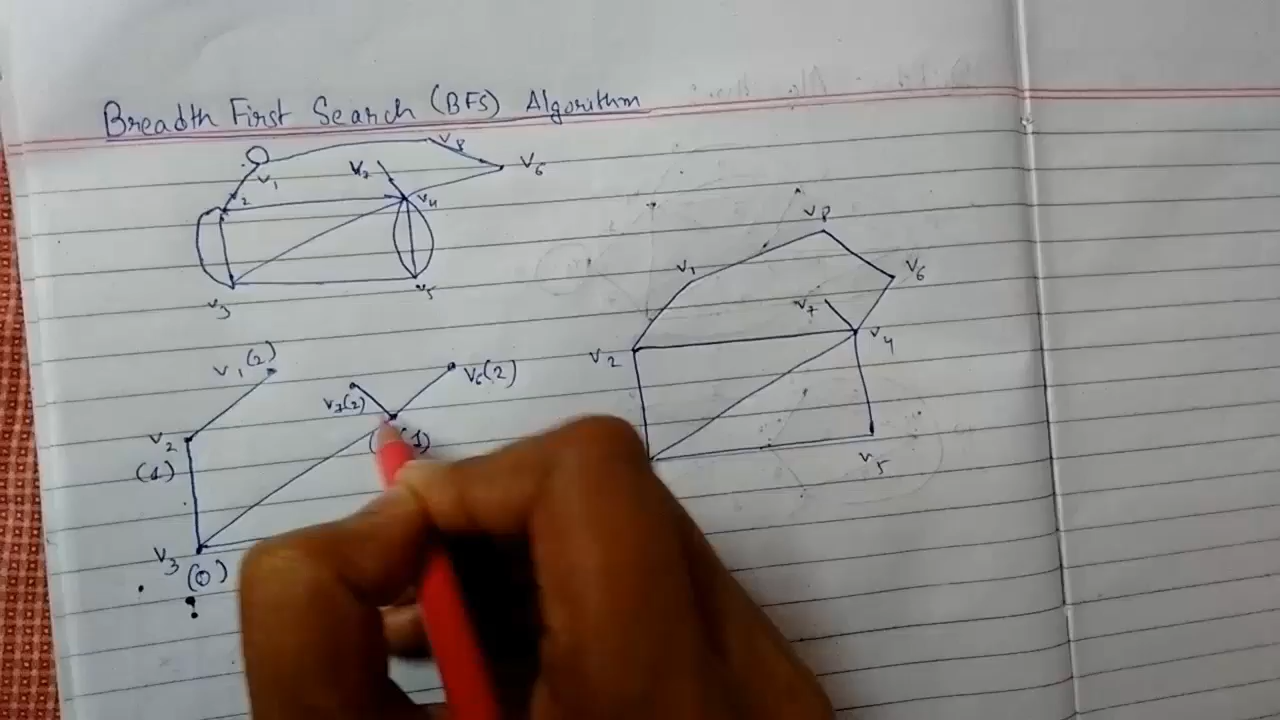 Breadth First Search (BFS) Algorithm
V8
V6
V1
V7
2
V4
V3
V5
V8
V1
V6
V7
V4
V2
V5
V1 (2)
V6(2)
V7(2)
V2
(1)
V3
(0)